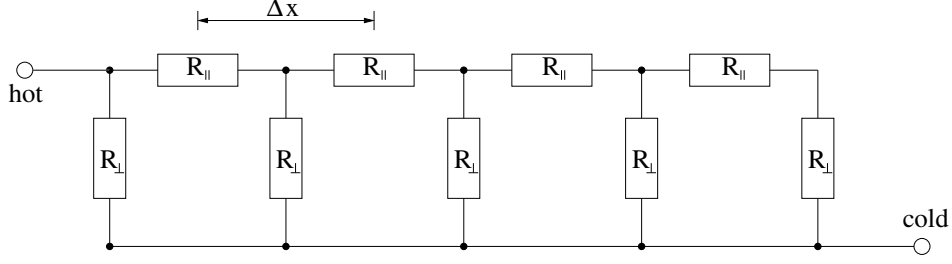 Δx
R∥ R∥ R∥ R∥
hot
R⊥ R⊥ R⊥ R⊥ R⊥
cold